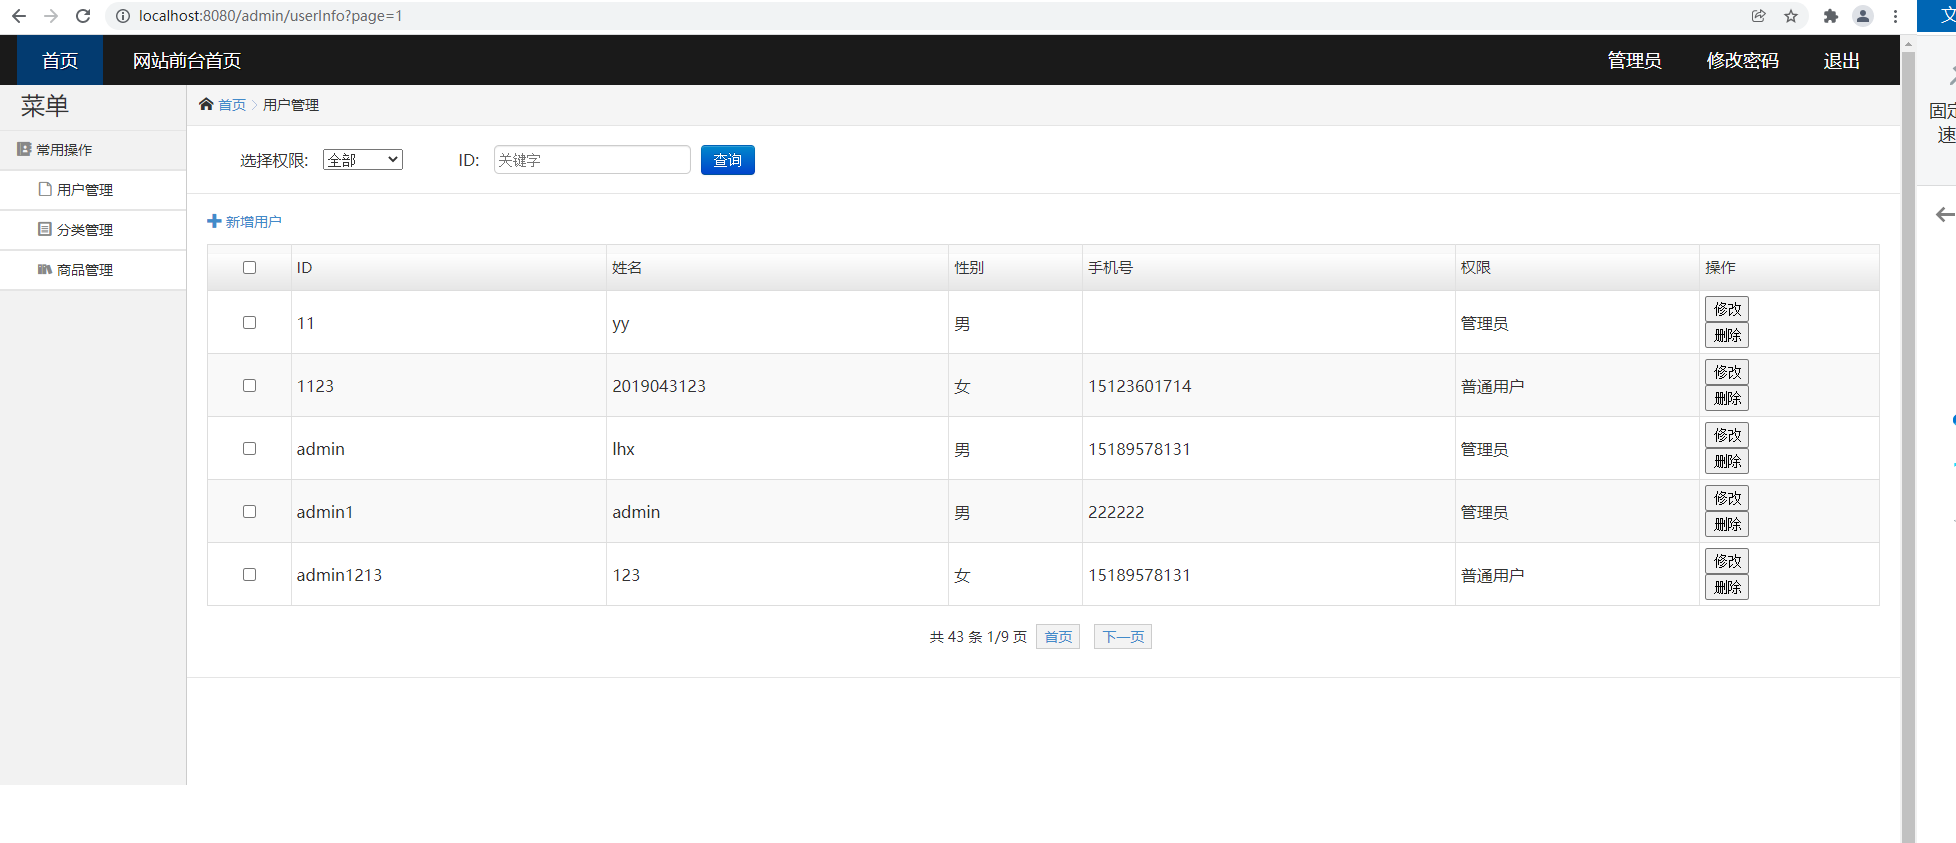 localhost:8080/admin/userInfo?page=1
首页 网站前台首页 管理员 修改密码 退出
菜单
首页 用户管理
常用操作
用户管理
分类管理
商品管理
选择权限: 全部 ID: 关键字 查询
新增用户
ID 姓名 性别 手机号 权限 操作
11 yy 男 管理员 修改
删除
1123 2019043123 女 15123601714 普通用户 修改
删除
admin lhx 男 15189578131 管理员 修改
删除
admin1 admin 男 222222 管理员 修改
删除
admin1213 123 女 15189578131 普通用户 修改
删除
共 43 条 1/9 页 首页 下一页
文
固定
速